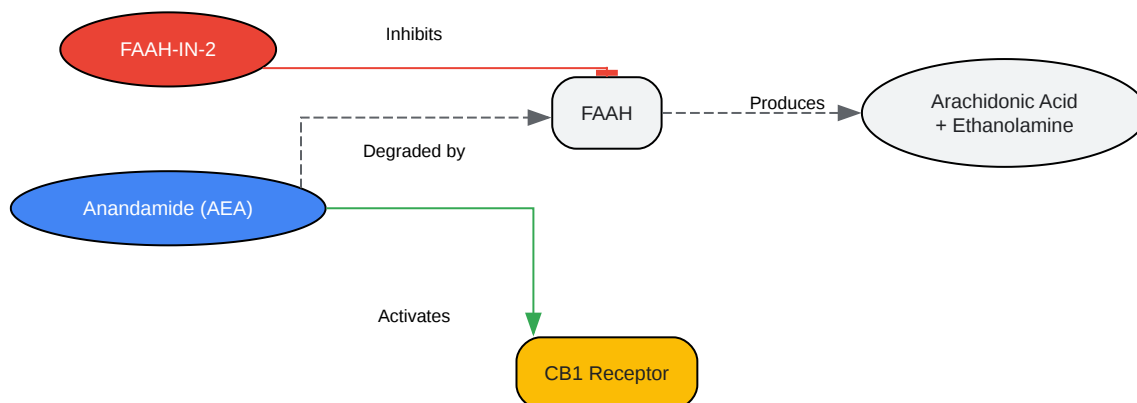 Inhibits
FAAH-IN-2
Arachidonic Acid
+ Ethanolamine
Produces
FAAH
Degraded by
Anandamide (AEA)
Activates
CB1 Receptor